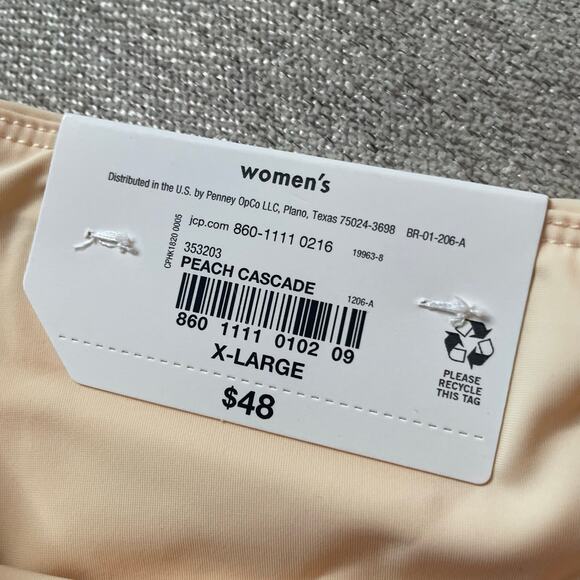 women's
Distributed in the U.S. by Penney OpCo LLC, Plano, Texas 75024-3698 BR-01-206-A
jcp.com 860-1111 0216 19963-8
CPHK1820 0005
353203
PEACH CASCADE
1206-A
860 1111 0102 09
X-LARGE
$48
PLEASE
RECYCLE
THIS TAG